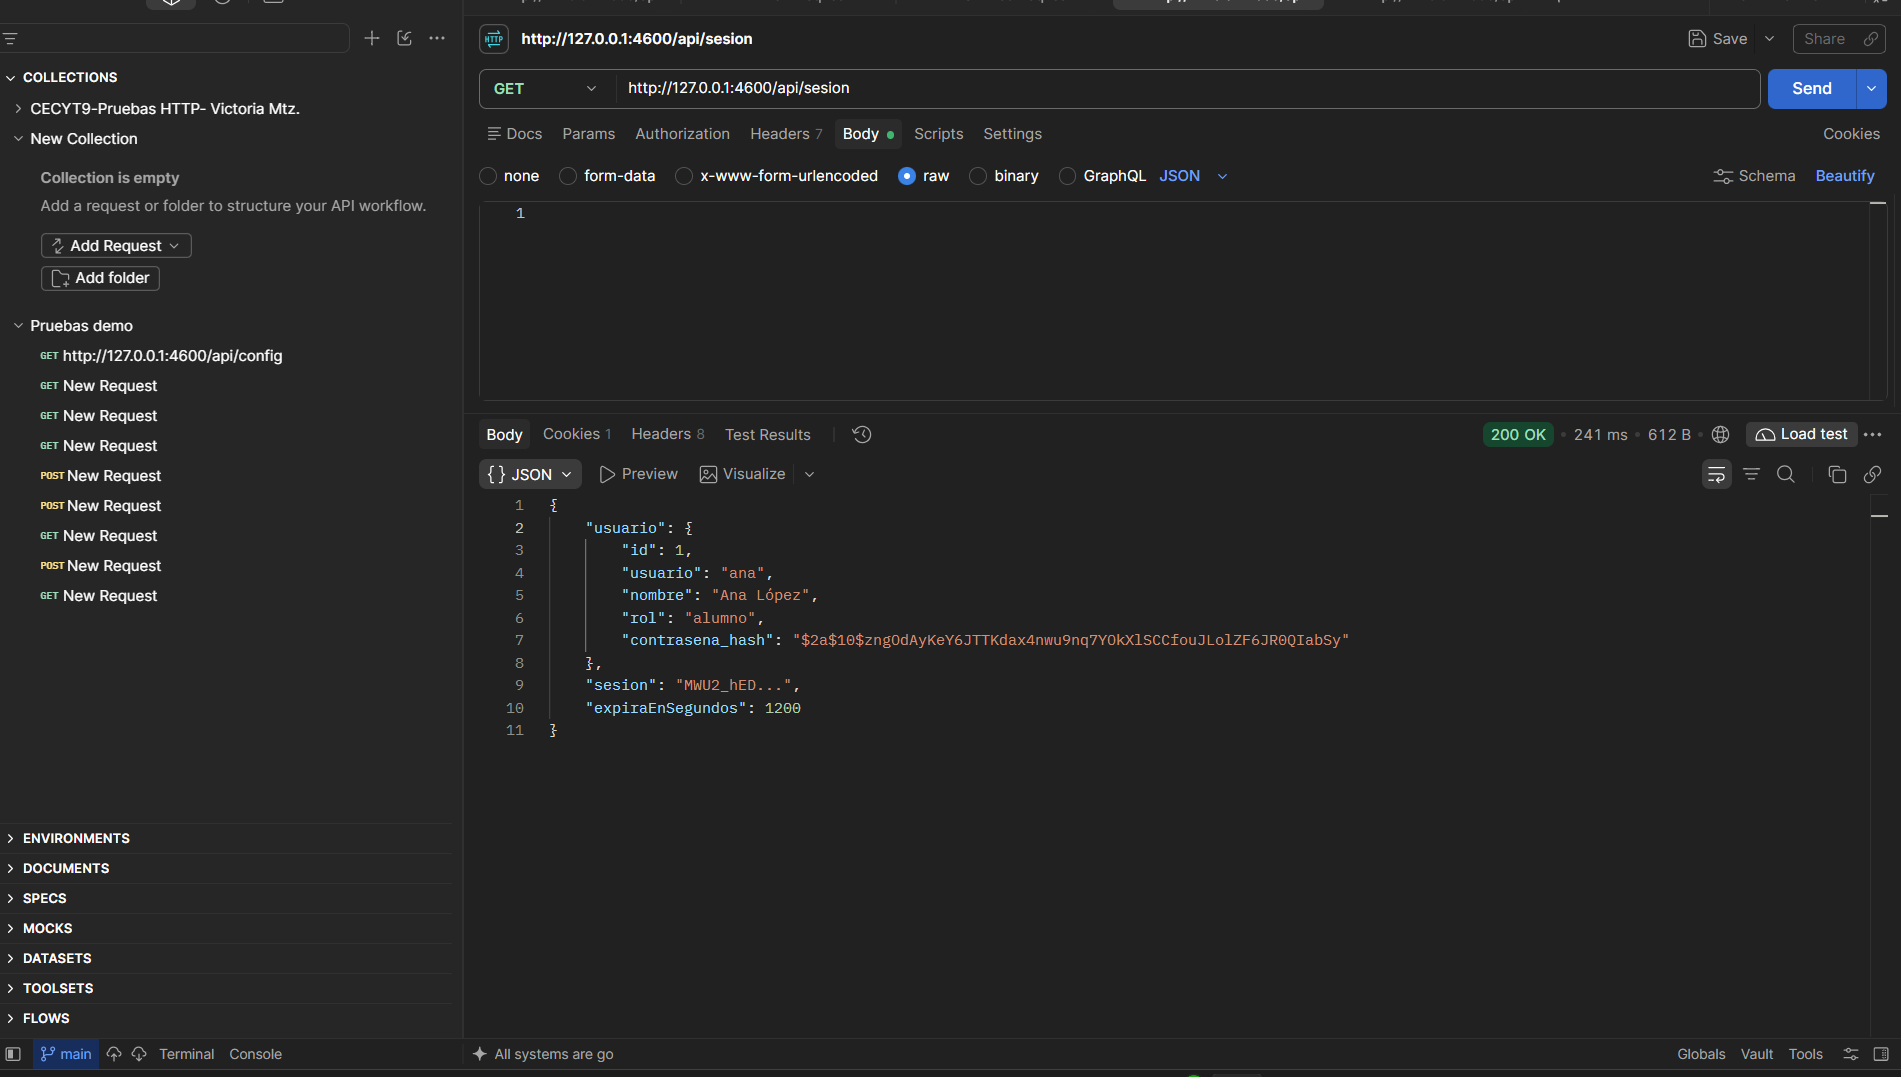 COLLECTIONS
CECYT9-Pruebas HTTP- Victoria Mtz.
New Collection
Collection is empty
Add a request or folder to structure your API workflow.
Add Request
Add folder
Pruebas demo
GET http://127.0.0.1:4600/api/config
GET New Request
GET New Request
GET New Request
POST New Request
POST New Request
GET New Request
POST New Request
GET New Request
ENVIRONMENTS
DOCUMENTS
SPECS
MOCKS
DATASETS
TOOLSETS
FLOWS
HTTP http://127.0.0.1:4600/api/sesion
Save Share
GET http://127.0.0.1:4600/api/sesion Send
Docs Params Authorization Headers 7 Body Scripts Settings Cookies
none form-data x-www-form-urlencoded raw binary GraphQL JSON Schema Beautify
1
Body Cookies 1 Headers 8 Test Results 200 OK 241 ms 612 B Load test
{} JSON Preview Visualize
1 {
2 "usuario": {
3 "id": 1,
4 "usuario": "ana",
5 "nombre": "Ana López",
6 "rol": "alumno",
7 "contrasena_hash": "$2a$10$zngOdAyKeY6JTTKdax4nwu9nq7YOkXlSCCfouJLolZF6JR0QIabSy"
8 },
9 "sesion": "MWU2_hED...",
10 "expiraEnSegundos": 1200
11 }
main Terminal Console All systems are go Globals Vault Tools